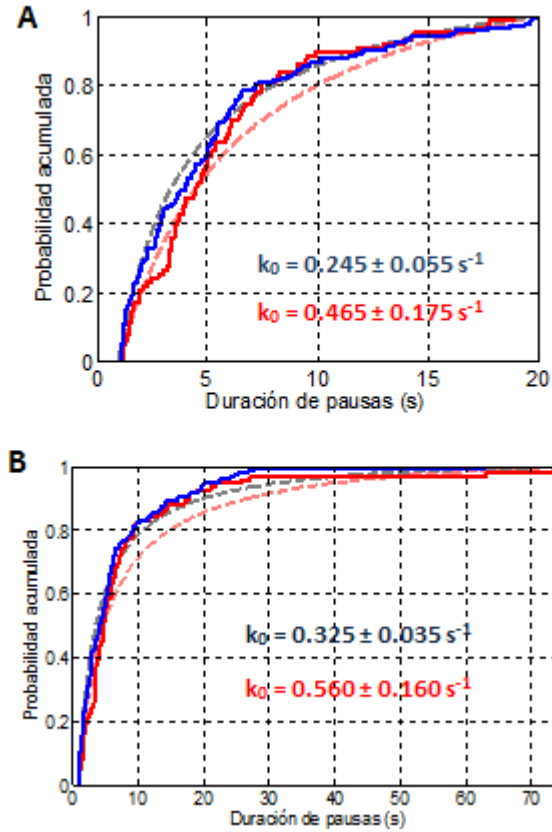 A
Probabilidad acumulada
1
0.8
0.6
0.4
0.2
0
k₀ = 0.245 ± 0.055 s⁻¹
k₀ = 0.465 ± 0.175 s⁻¹
0 5 10 15 20
Duración de pausas (s)
B
Probabilidad acumulada
1
0.8
0.6
0.4
0.2
0
k₀ = 0.325 ± 0.035 s⁻¹
k₀ = 0.560 ± 0.160 s⁻¹
0 10 20 30 40 50 60 70
Duración de pausas (s)